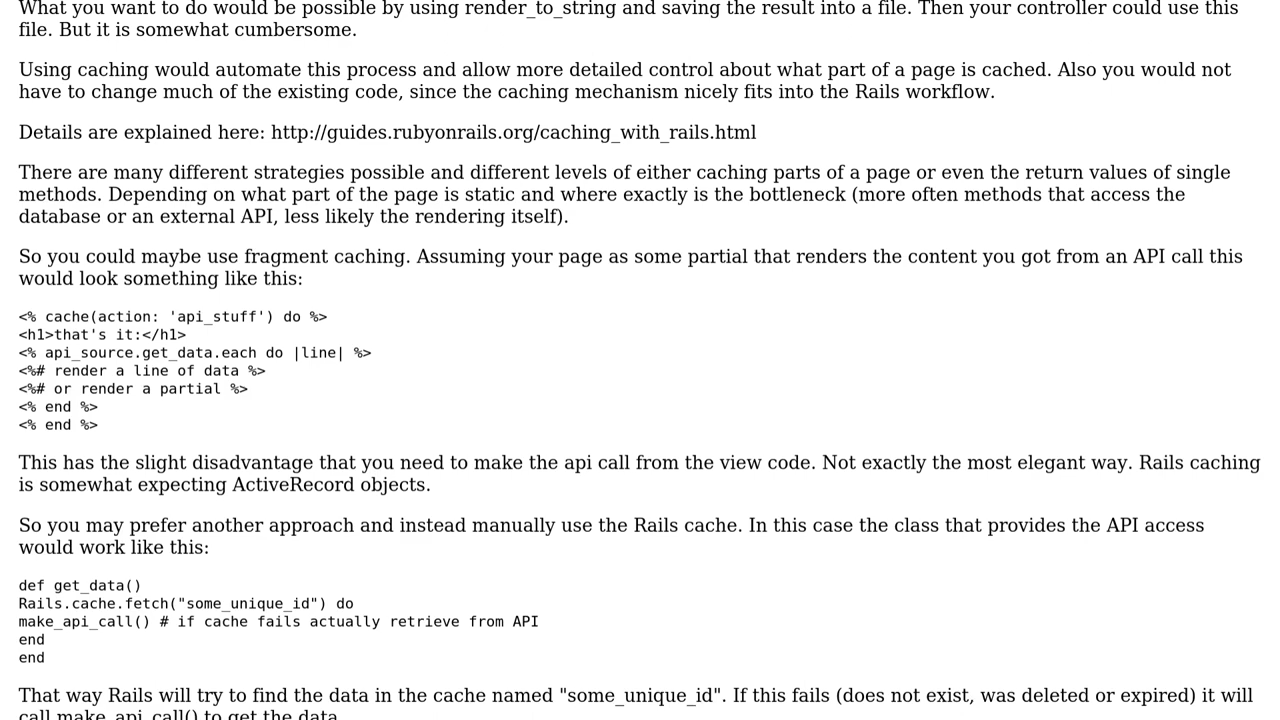 What you want to do would be possible by using render_to_string and saving the result into a file. Then your controller could use this
file. But it is somewhat cumbersome.
Using caching would automate this process and allow more detailed control about what part of a page is cached. Also you would not
have to change much of the existing code, since the caching mechanism nicely fits into the Rails workflow.
Details are explained here: http://guides.rubyonrails.org/caching_with_rails.html
There are many different strategies possible and different levels of either caching parts of a page or even the return values of single
methods. Depending on what part of the page is static and where exactly is the bottleneck (more often methods that access the
database or an external API, less likely the rendering itself).
So you could maybe use fragment caching. Assuming your page as some partial that renders the content you got from an API call this
would look something like this:
<% cache(action: 'api_stuff') do %>
<h1>that's it:</h1>
<% api_source.get_data.each do |line| %>
<%# render a line of data %>
<%# or render a partial %>
<% end %>
<% end %>
This has the slight disadvantage that you need to make the api call from the view code. Not exactly the most elegant way. Rails caching
is somewhat expecting ActiveRecord objects.
So you may prefer another approach and instead manually use the Rails cache. In this case the class that provides the API access
would work like this:
def get_data()
Rails.cache.fetch("some_unique_id") do
make_api_call() # if cache fails actually retrieve from API
end
end
That way Rails will try to find the data in the cache named "some_unique_id". If this fails (does not exist, was deleted or expired) it will
call make_api_call() to get the data.